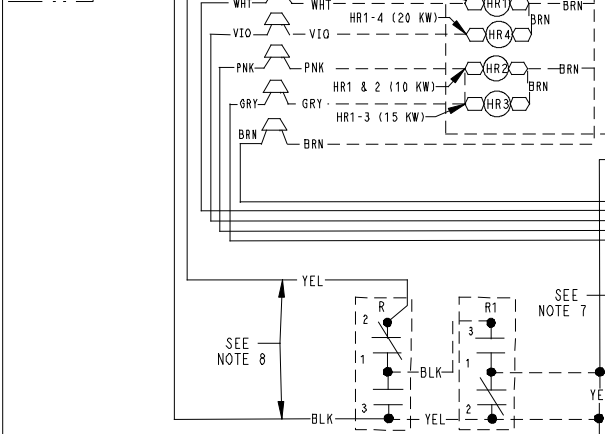 WHT WHT HR1 BRN
HR1-4 (20 KW) BRN
VIO VIO HR4
PNK PNK HR2 BRN
HR1 & 2 (10 KW) BRN
GRY GRY HR3
HR1-3 (15 KW)
BRN BRN
YEL
SEE
NOTE 7
R R1
2 3
SEE
NOTE 8
1 BLK 1
3 2
BLK YEL